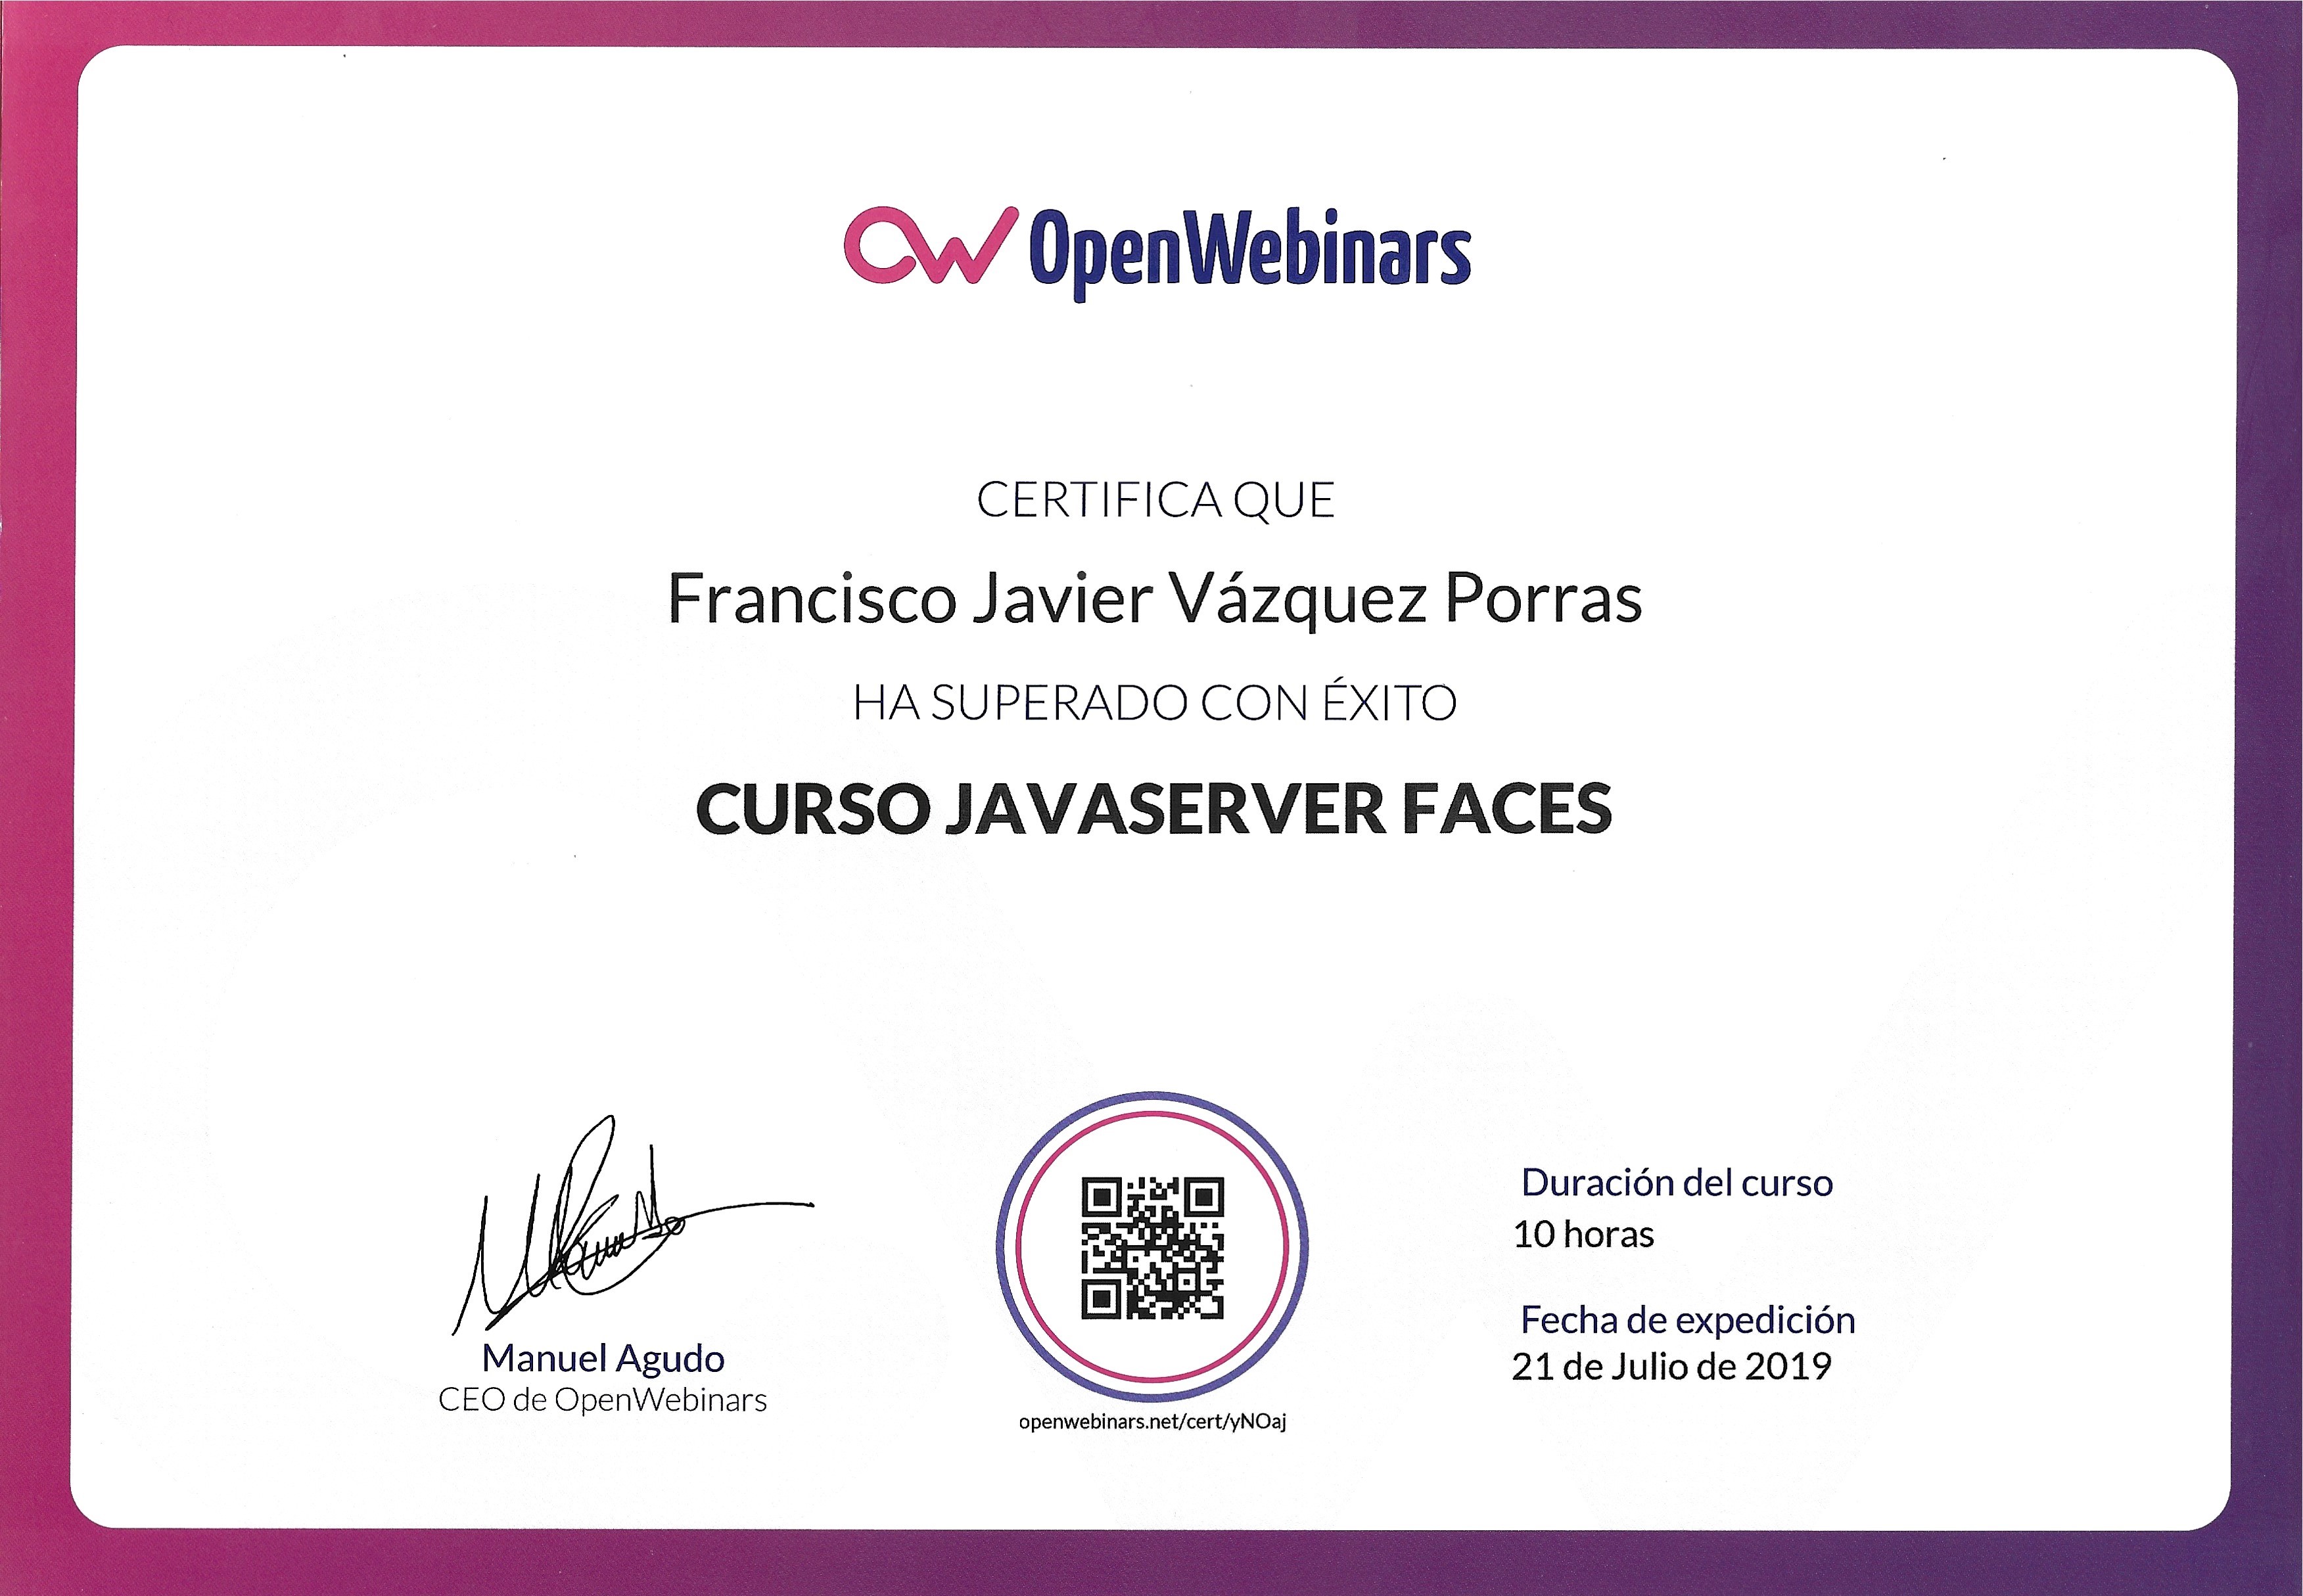 OpenWebinars
CERTIFICA QUE
Francisco Javier Vázquez Porras
HA SUPERADO CON ÉXITO
CURSO JAVASERVER FACES
Manuel Agudo
CEO de OpenWebinars
openwebinars.net/cert/yNOaj
Duración del curso
10 horas
Fecha de expedición
21 de Julio de 2019